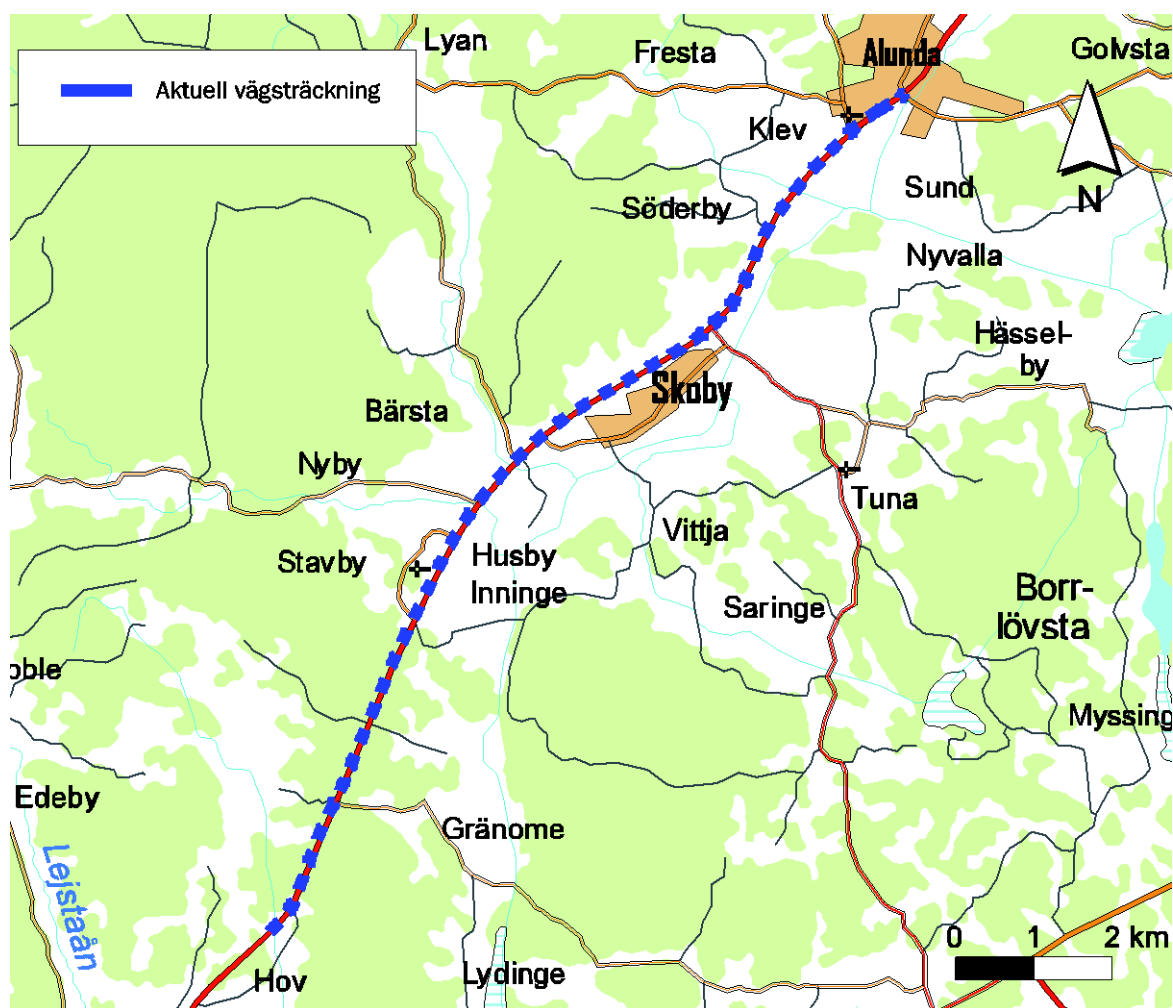 Lyan
Fresta
Alunda
Golvsta
Aktuell vägsträckning
Klev
Sund
N
Söderby
Nyvalla
Hässel-
by
Skoby
Bärsta
Nyby
Tuna
Vittja
Stavby
Husby
Inninge
Saringe
Borr-
lövsta
oble
Myssing
Edeby
Gränome
Lejstaån
0 1 2 km
Hov
Lydinge